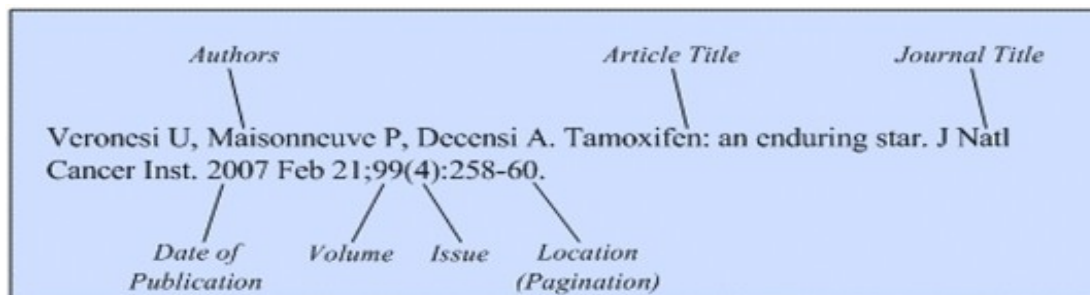 Authors Article Title Journal Title
Veronesi U, Maisonneuve P, Decensi A. Tamoxifen: an enduring star. J Natl
Cancer Inst. 2007 Feb 21;99(4):258-60.
Date of Volume Issue Location
Publication (Pagination)